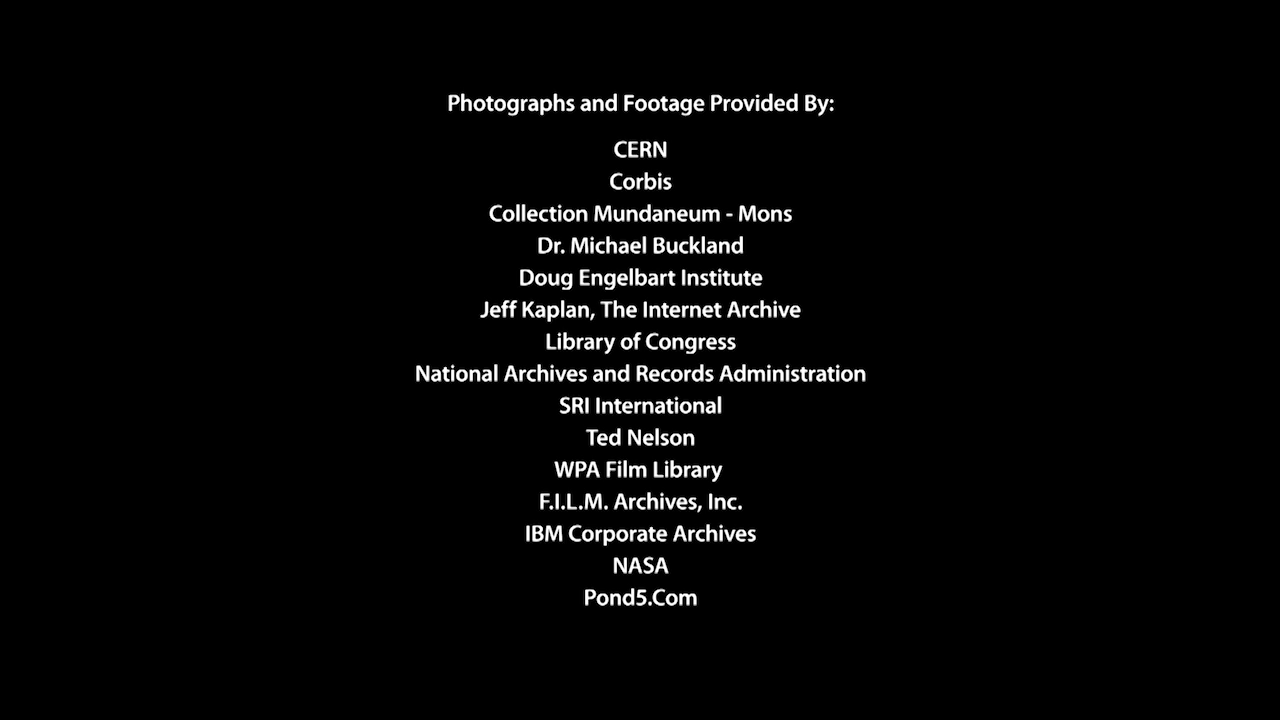 Photographs and Footage Provided By:
CERN
Corbis
Collection Mundaneum - Mons
Dr. Michael Buckland
Doug Engelbart Institute
Jeff Kaplan, The Internet Archive
Library of Congress
National Archives and Records Administration
SRI International
Ted Nelson
WPA Film Library
F.I.L.M. Archives, Inc.
IBM Corporate Archives
NASA
Pond5.Com